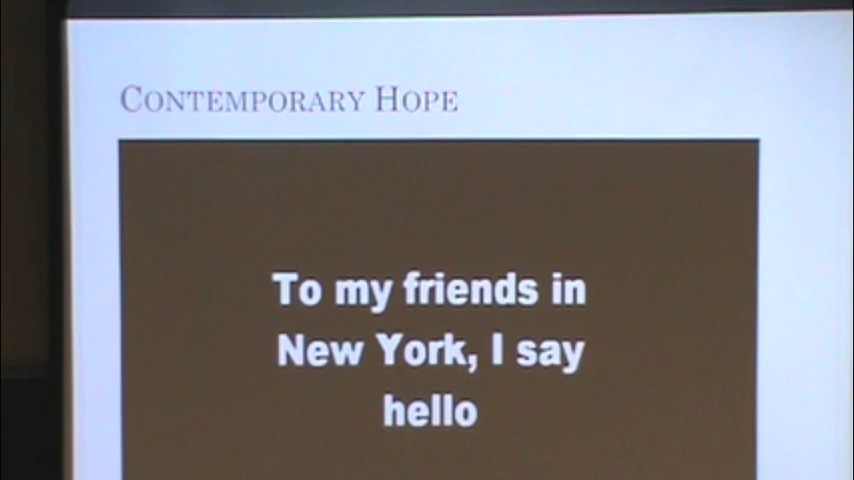 CONTEMPORARY HOPE
To my friends in
New York, I say
hello